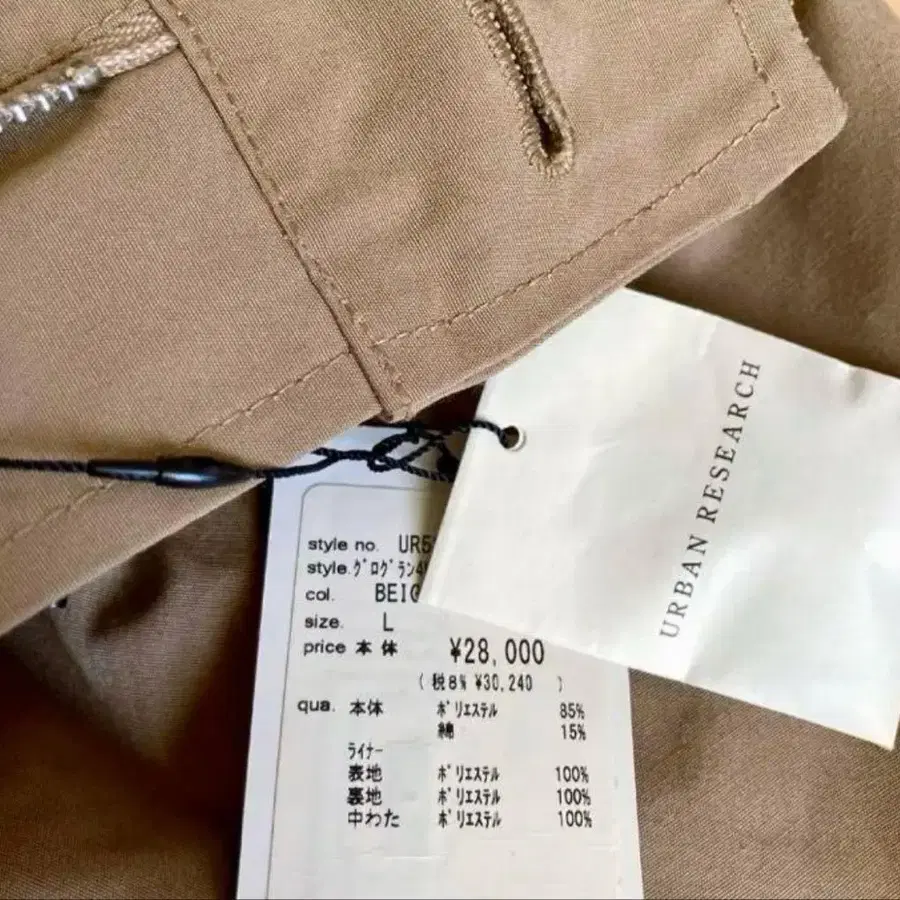 URBAN RESEARCH
style no. UR5
style. グログラン4
col. BEIG
size. L
price 本体 ¥28,000
( 税8% ¥30,240 )
qua. 本体 ポリエステル 85%
綿 15%
ライナー
表地 ポリエステル 100%
裏地 ポリエステル 100%
中わた ポリエステル 100%